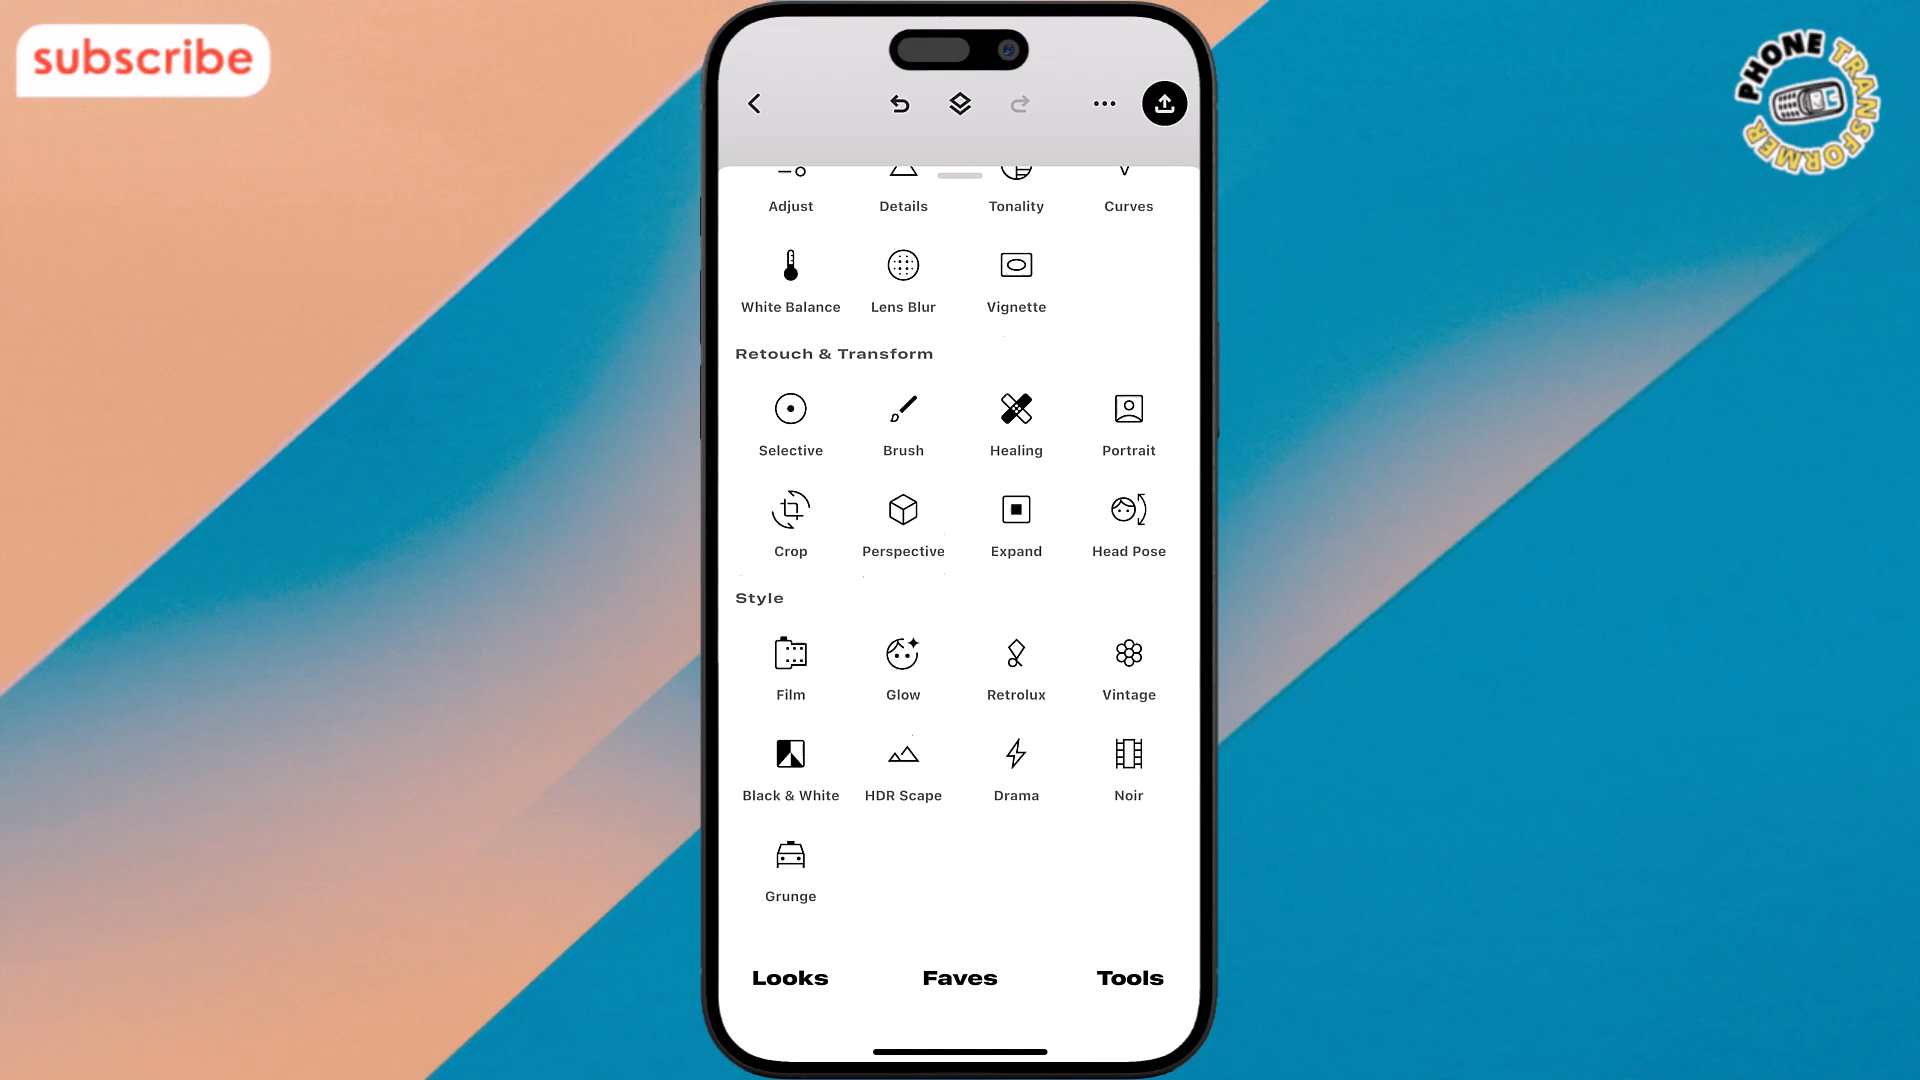 subscribe
PHONE TRANSFORMER
Adjust Details Tonality Curves
White Balance Lens Blur Vignette
Retouch & Transform
Selective Brush Healing Portrait
Crop Perspective Expand Head Pose
Style
Film Glow Retrolux Vintage
Black & White HDR Scape Drama Noir
Grunge
Looks Faves Tools